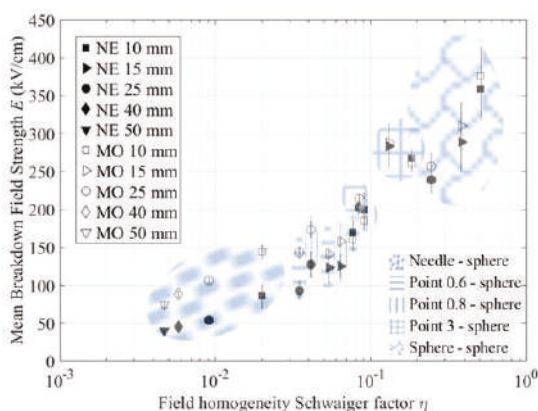 450
400
350
300
250
200
150
100
50
0
Mean Breakdown Field Strength E (kV/cm)
NE 10 mm
NE 15 mm
NE 25 mm
NE 40 mm
NE 50 mm
MO 10 mm
MO 15 mm
MO 25 mm
MO 40 mm
MO 50 mm
Needle - sphere
Point 0.6 - sphere
Point 0.8 - sphere
Point 3 - sphere
Sphere - sphere
10⁻³ 10⁻² 10⁻¹ 10⁰
Field homogeneity Schwaiger factor η